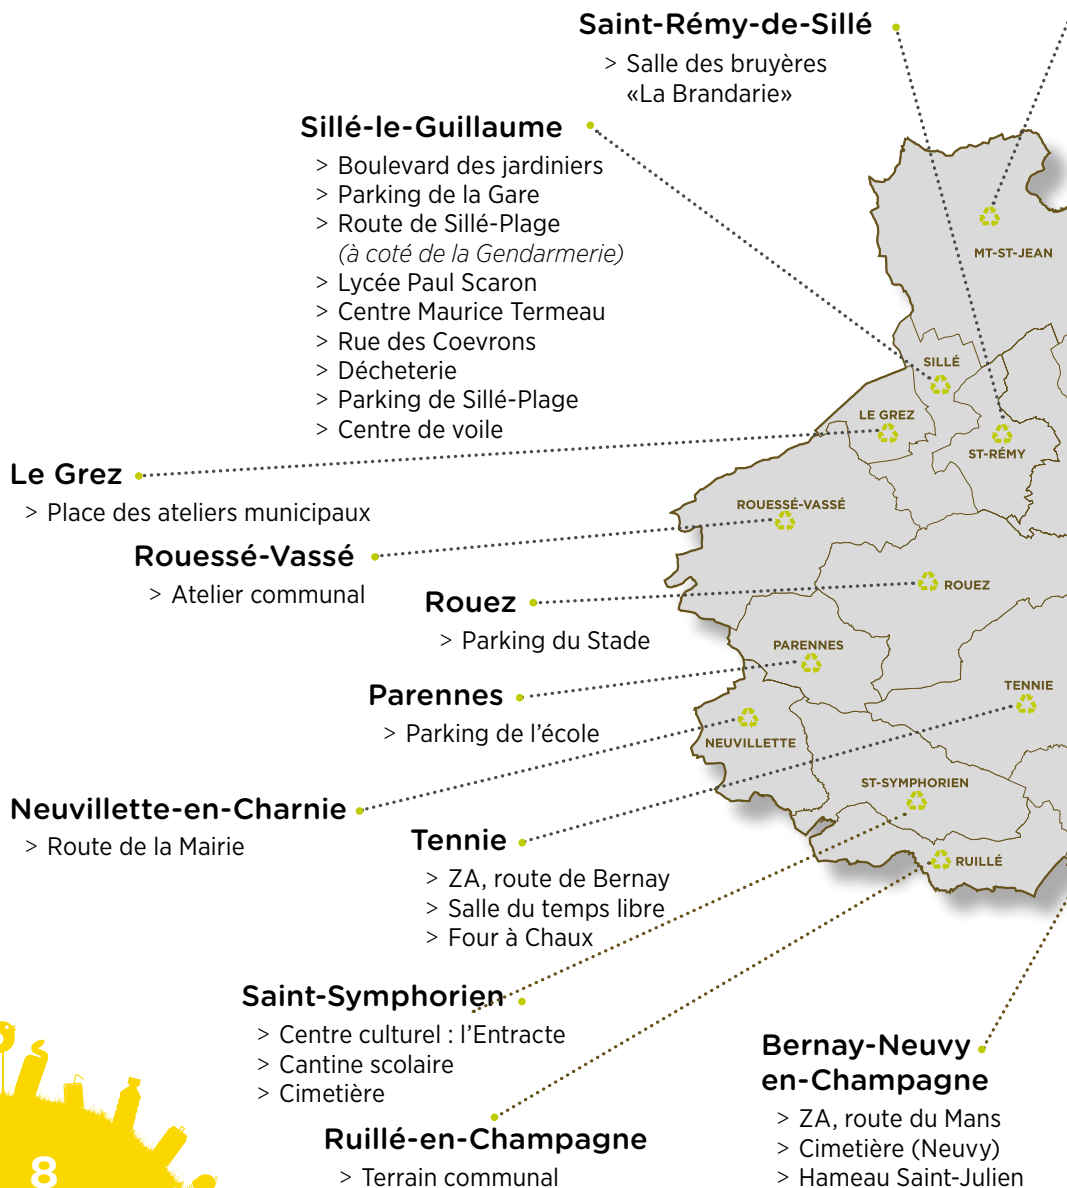 Saint-Rémy-de-Sillé
> Salle des bruyères
«La Brandarie»
Sillé-le-Guillaume
> Boulevard des jardiniers
> Parking de la Gare
> Route de Sillé-Plage
(à coté de la Gendarmerie)
> Lycée Paul Scaron
> Centre Maurice Termeau
> Rue des Coevrons
> Décheterie
> Parking de Sillé-Plage
> Centre de voile
Le Grez
> Place des ateliers municipaux
Rouessé-Vassé
> Atelier communal
Rouez
> Parking du Stade
Parennes
> Parking de l'école
Neuvillette-en-Charnie
> Route de la Mairie
Tennie
> ZA, route de Bernay
> Salle du temps libre
> Four à Chaux
Saint-Symphorien
> Centre culturel : l'Entracte
> Cantine scolaire
> Cimetière
Ruillé-en-Champagne
> Terrain communal
Bernay-Neuvy
en-Champagne
> ZA, route du Mans
> Cimetière (Neuvy)
> Hameau Saint-Julien
MT-ST-JEAN
SILLÉ
LE GREZ
ST-RÉMY
ROUESSÉ-VASSÉ
ROUEZ
PARENNES
TENNIE
NEUVILLETTE
ST-SYMPHORIEN
RUILLÉ
8